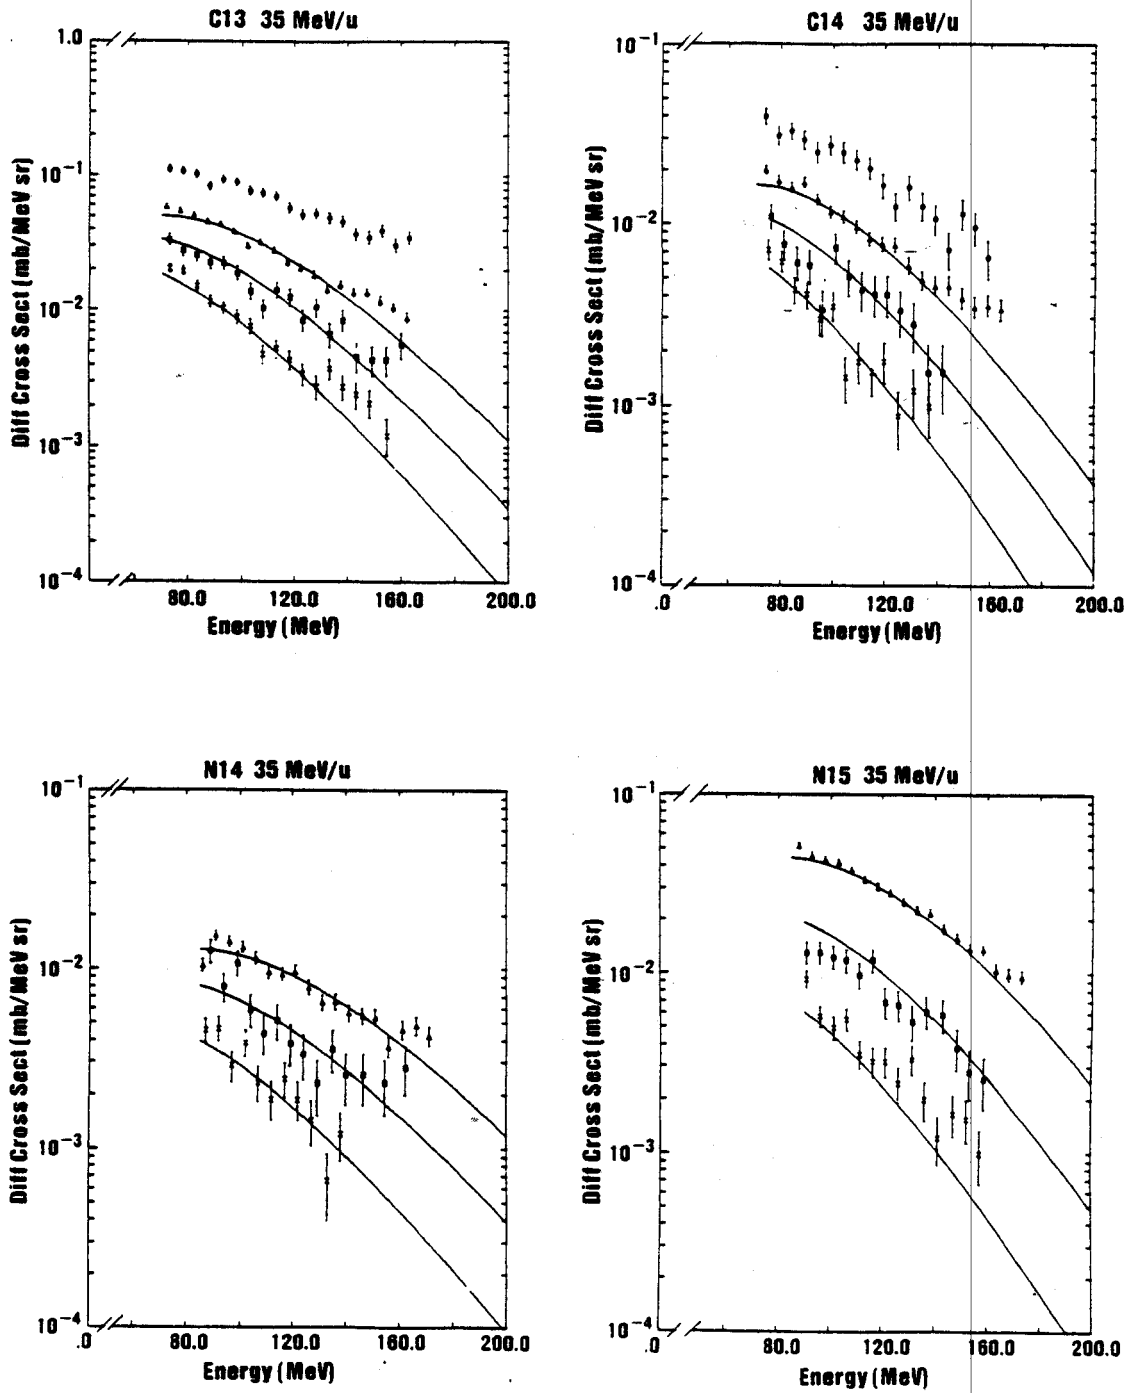 C13 35 MeV/u
1.0
10−1
10−2
10−3
10−4
80.0 120.0 160.0 200.0
Diff Cross Sect (mb/MeV sr)
Energy (MeV)
C14 35 MeV/u
10−1
10−2
10−3
10−4
.0 80.0 120.0 160.0 200.0
Diff Cross Sect (mb/MeV sr)
Energy (MeV)
N14 35 MeV/u
10−1
10−2
10−3
10−4
.0 80.0 120.0 160.0 200.0
Diff Cross Sect (mb/MeV sr)
Energy (MeV)
N15 35 MeV/u
10−1
10−2
10−3
10−4
.0 80.0 120.0 160.0 200.0
Diff Cross Sect (mb/MeV sr)
Energy (MeV)